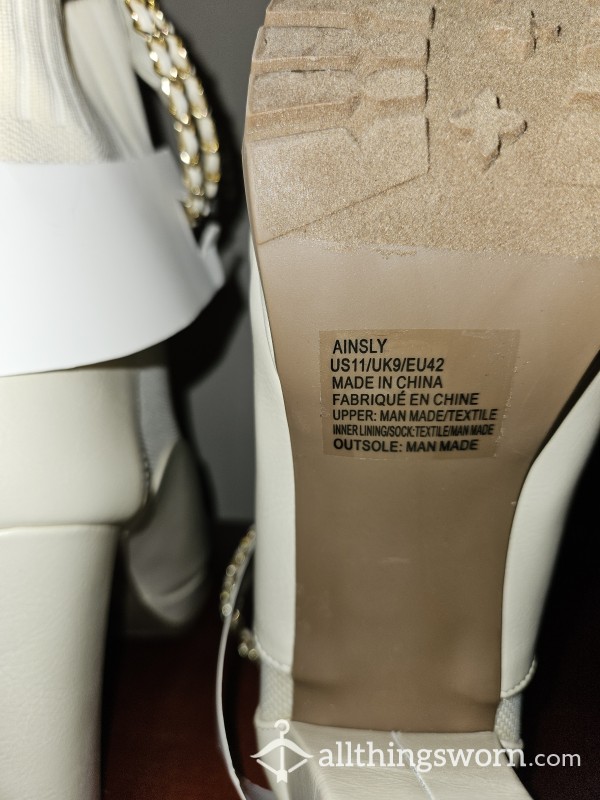 AINSLY
US11/UK9/EU42
MADE IN CHINA
FABRIQUÉ EN CHINE
UPPER: MAN MADE/TEXTILE
INNER LINING/SOCK:TEXTILE/MAN MADE
OUTSOLE: MAN MADE
allthingsworn.com